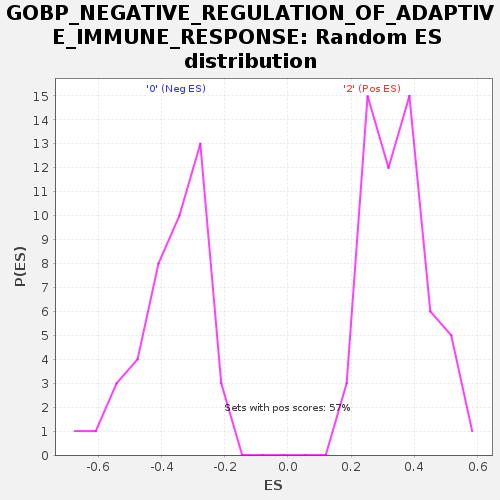 GOBP_NEGATIVE_REGULATION_OF_ADAPTIV
E_IMMUNE_RESPONSE: Random ES
distribution
'0' (Neg ES) '2' (Pos ES)
15
14
13
12
11
10
9
8
7
6
5
4
3
2
1
0
P(ES)
Sets with pos scores: 57%
-0.6 -0.4 -0.2 0.0 0.2 0.4 0.6
ES